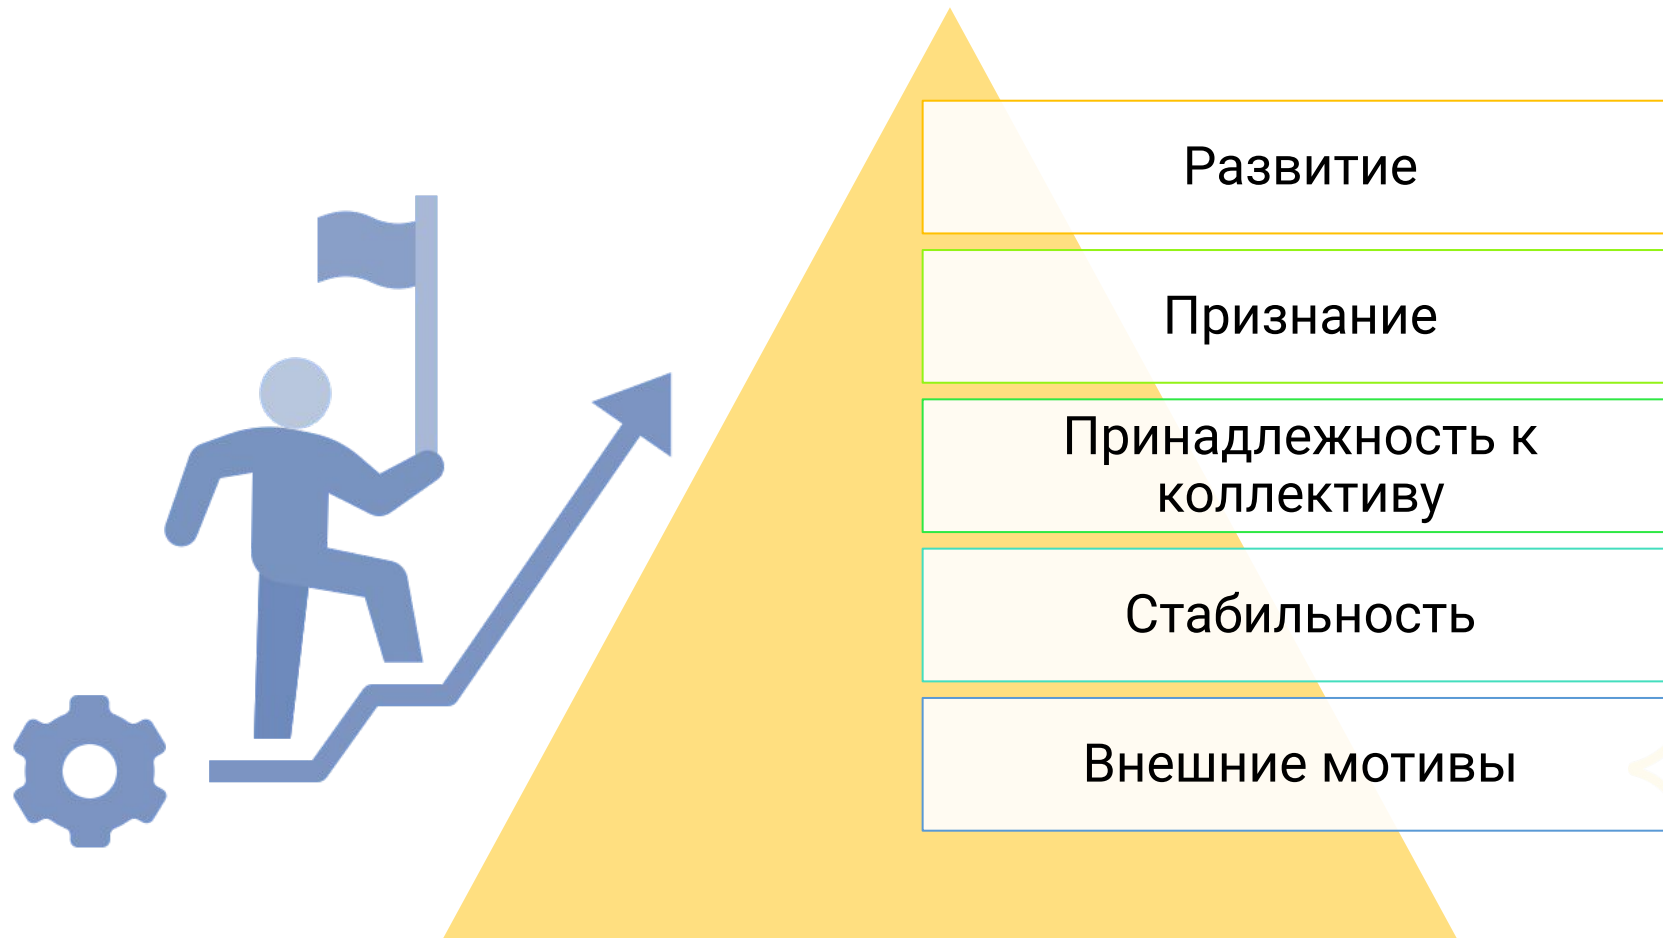 Развитие
Признание
Принадлежность к
коллективу
Стабильность
Внешние мотивы